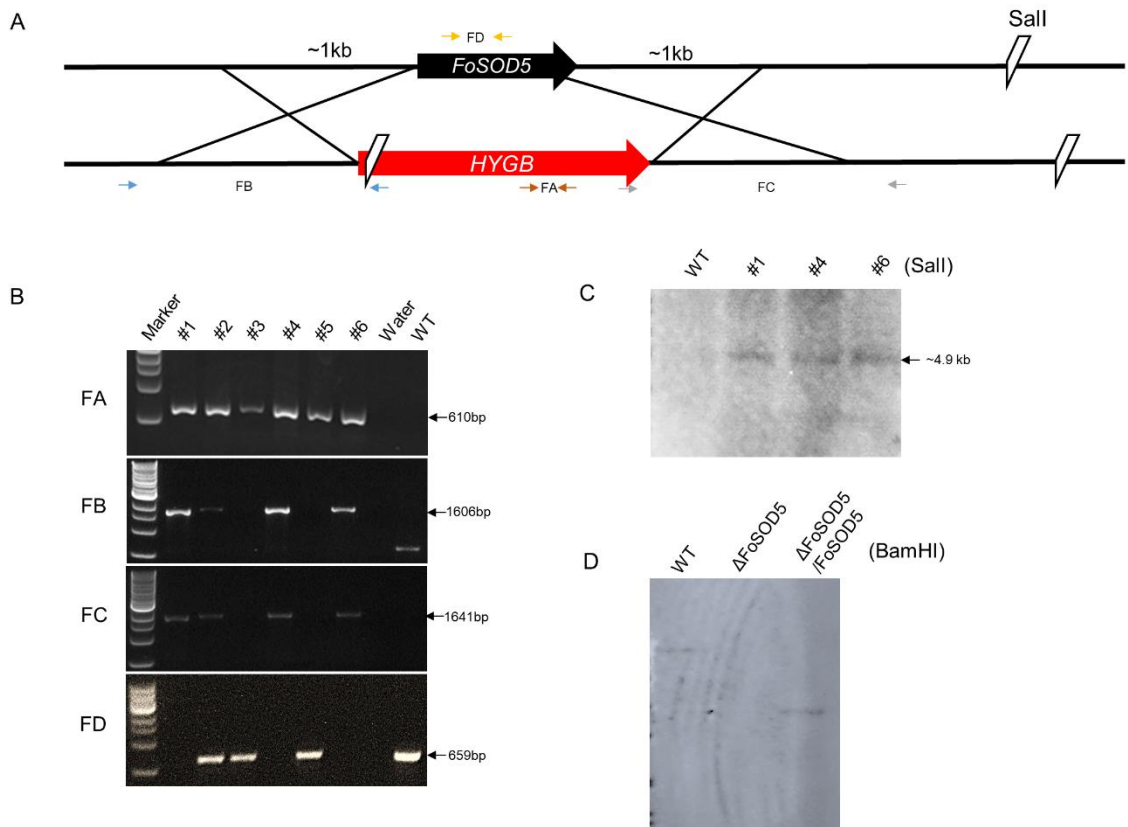 A
SalI
~1kb
FD
~1kb
FoSOD5
HYGB
FB
FA
FC
B
Marker
#1
#2
#3
#4
#5
#6
Water
WT
FA
610bp
FB
1606bp
FC
1641bp
FD
659bp
C
WT
#1
#4
#6
(SalI)
~4.9 kb
D
WT
ΔFoSOD5
ΔFoSOD5
/FoSOD5
(BamHI)